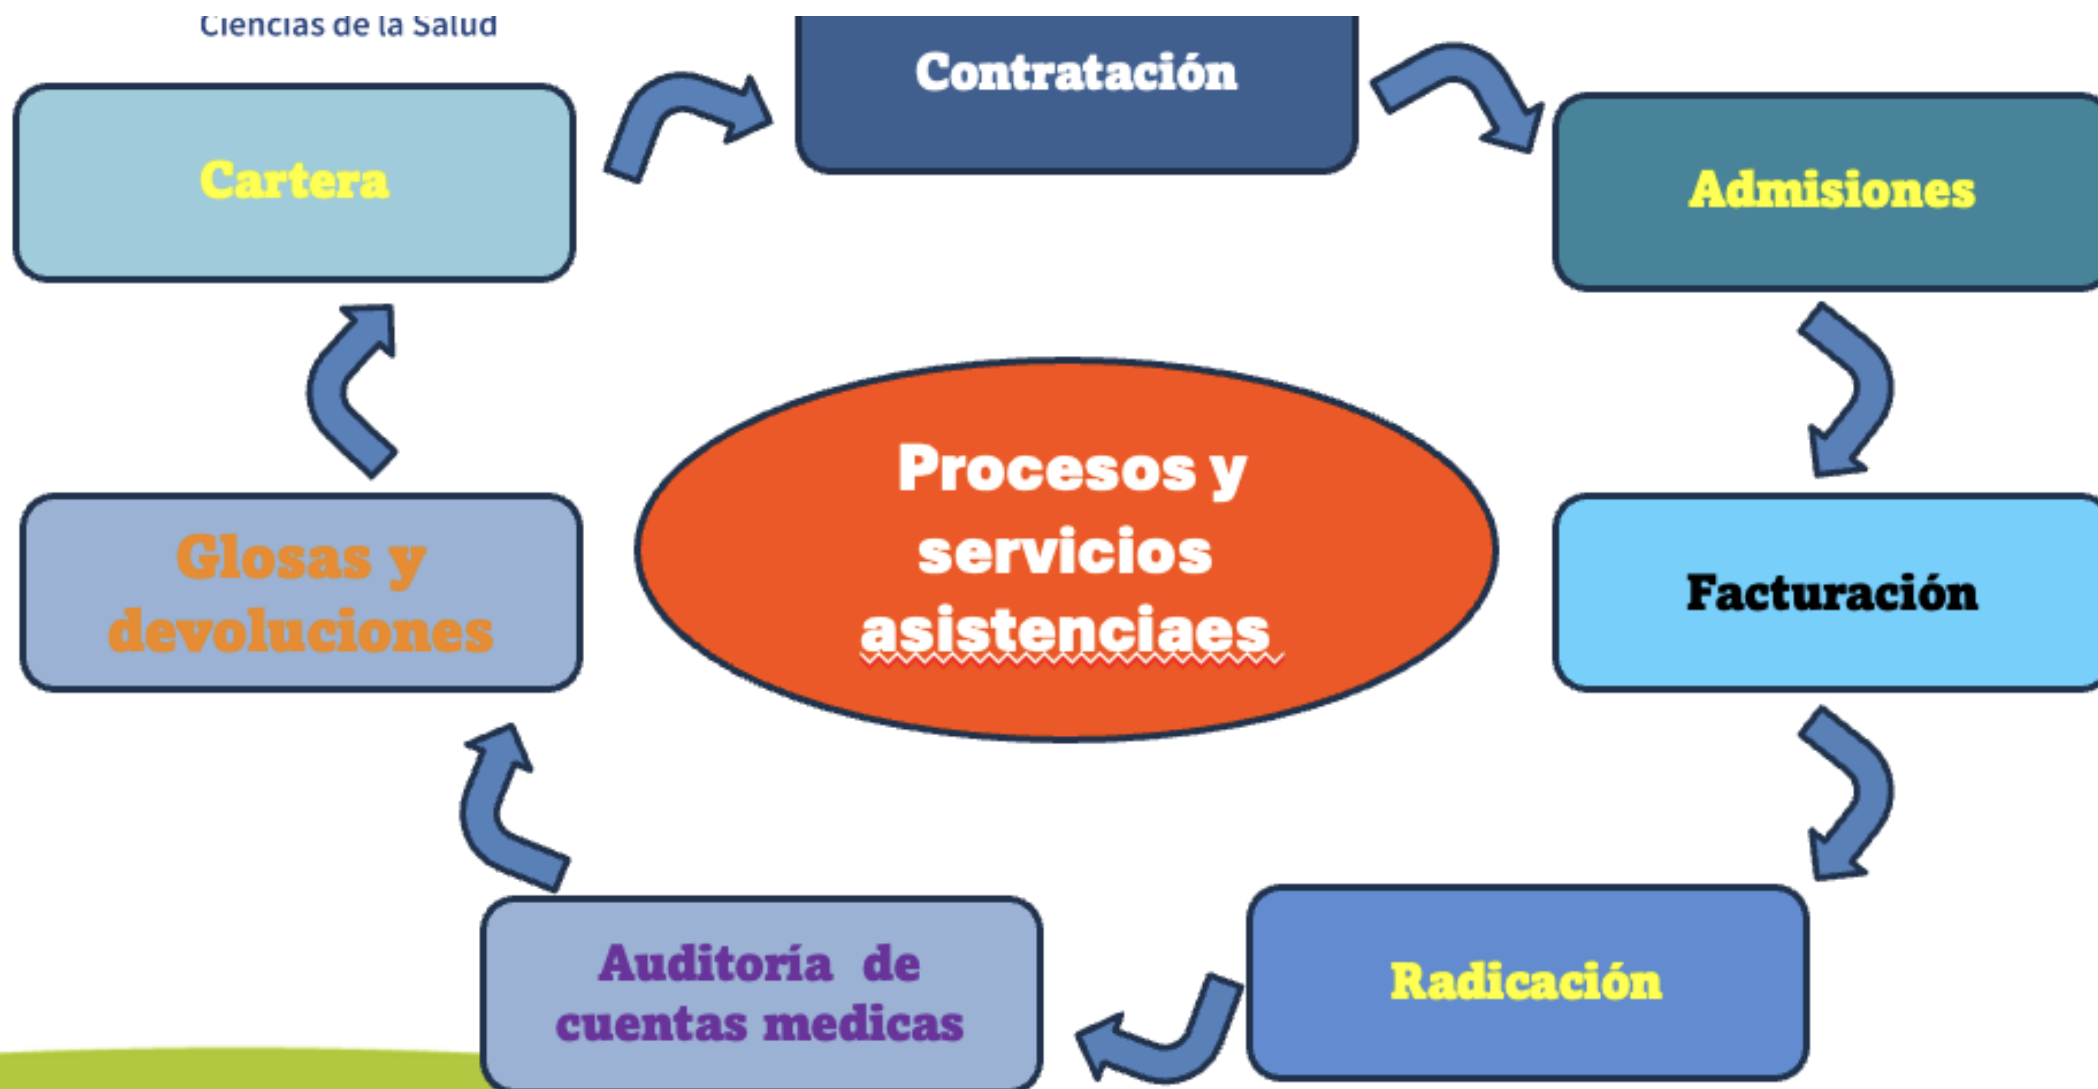 Ciencias de la Salud
Contratación
Cartera
Admisiones
Procesos y
servicios
asistenciaes
Glosas y
devoluciones
Facturación
Auditoría de
cuentas medicas
Radicación